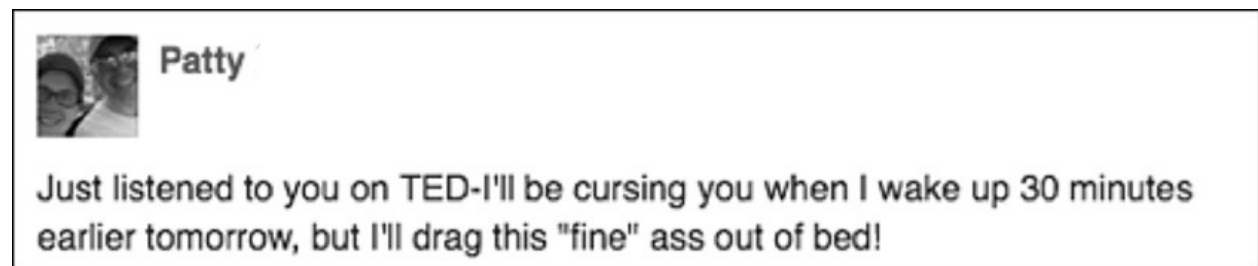 Patty
Just listened to you on TED-I'll be cursing you when I wake up 30 minutes
earlier tomorrow, but I'll drag this "fine" ass out of bed!